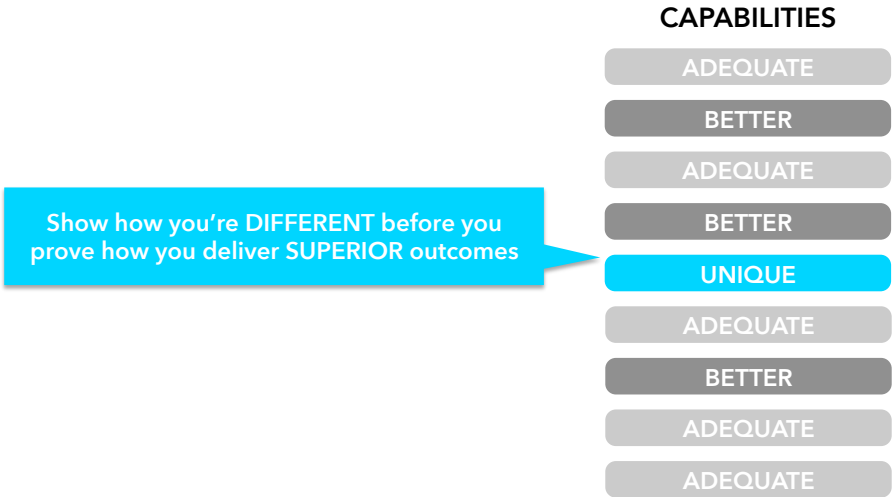 CAPABILITIES
ADEQUATE
BETTER
ADEQUATE
BETTER
Show how you’re DIFFERENT before you
prove how you deliver SUPERIOR outcomes
UNIQUE
ADEQUATE
BETTER
ADEQUATE
ADEQUATE